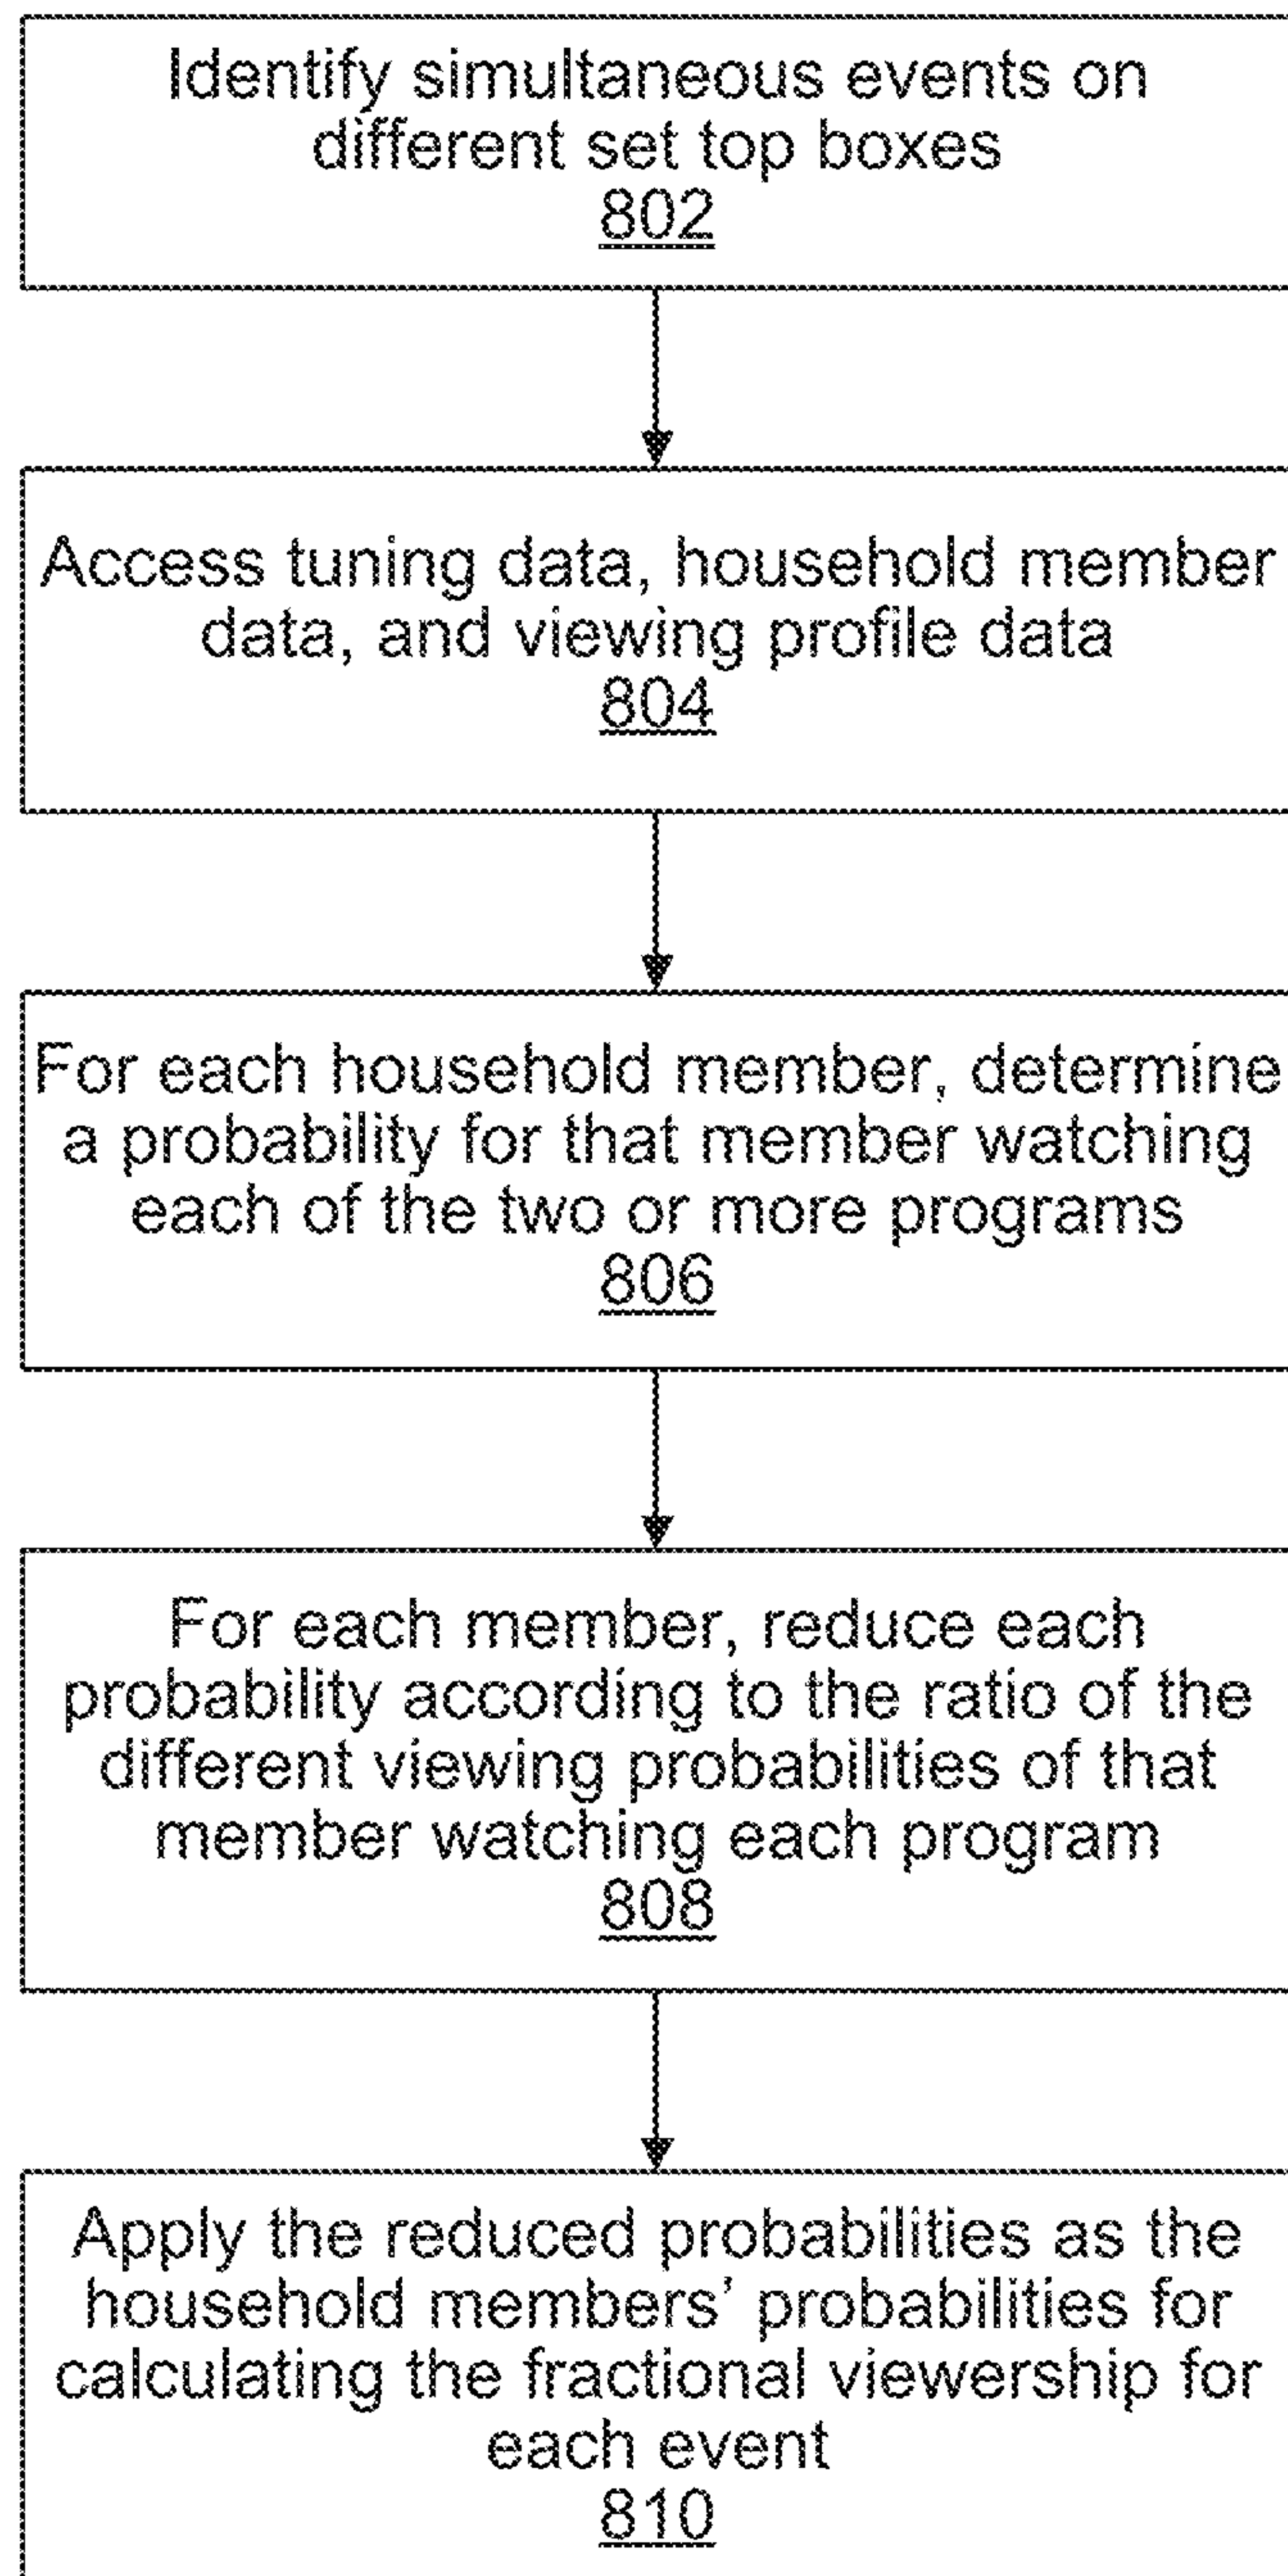 Identify simultaneous events on
different set top boxes
802
Access tuning data, household member
data, and viewing profile data
804
For each household member, determine
a probability for that member watching
each of the two or more programs
806
For each member, reduce each
probability according to the ratio of the
different viewing probabilities of that
member watching each program
808
Apply the reduced probabilities as the
household members' probabilities for
calculating the fractional viewership for
each event
810